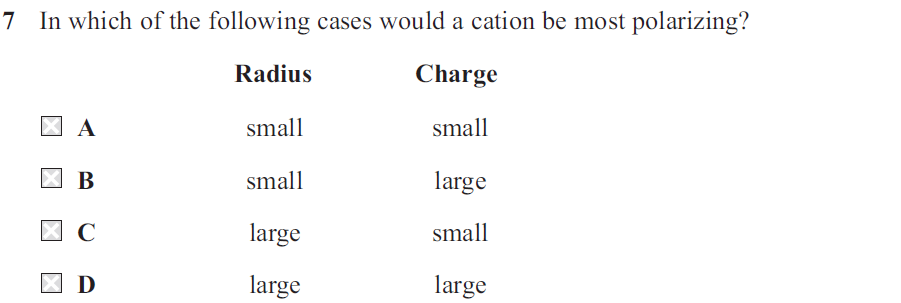 7 In which of the following cases would a cation be most polarizing?
Radius Charge
A small small
B small large
C large small
D large large